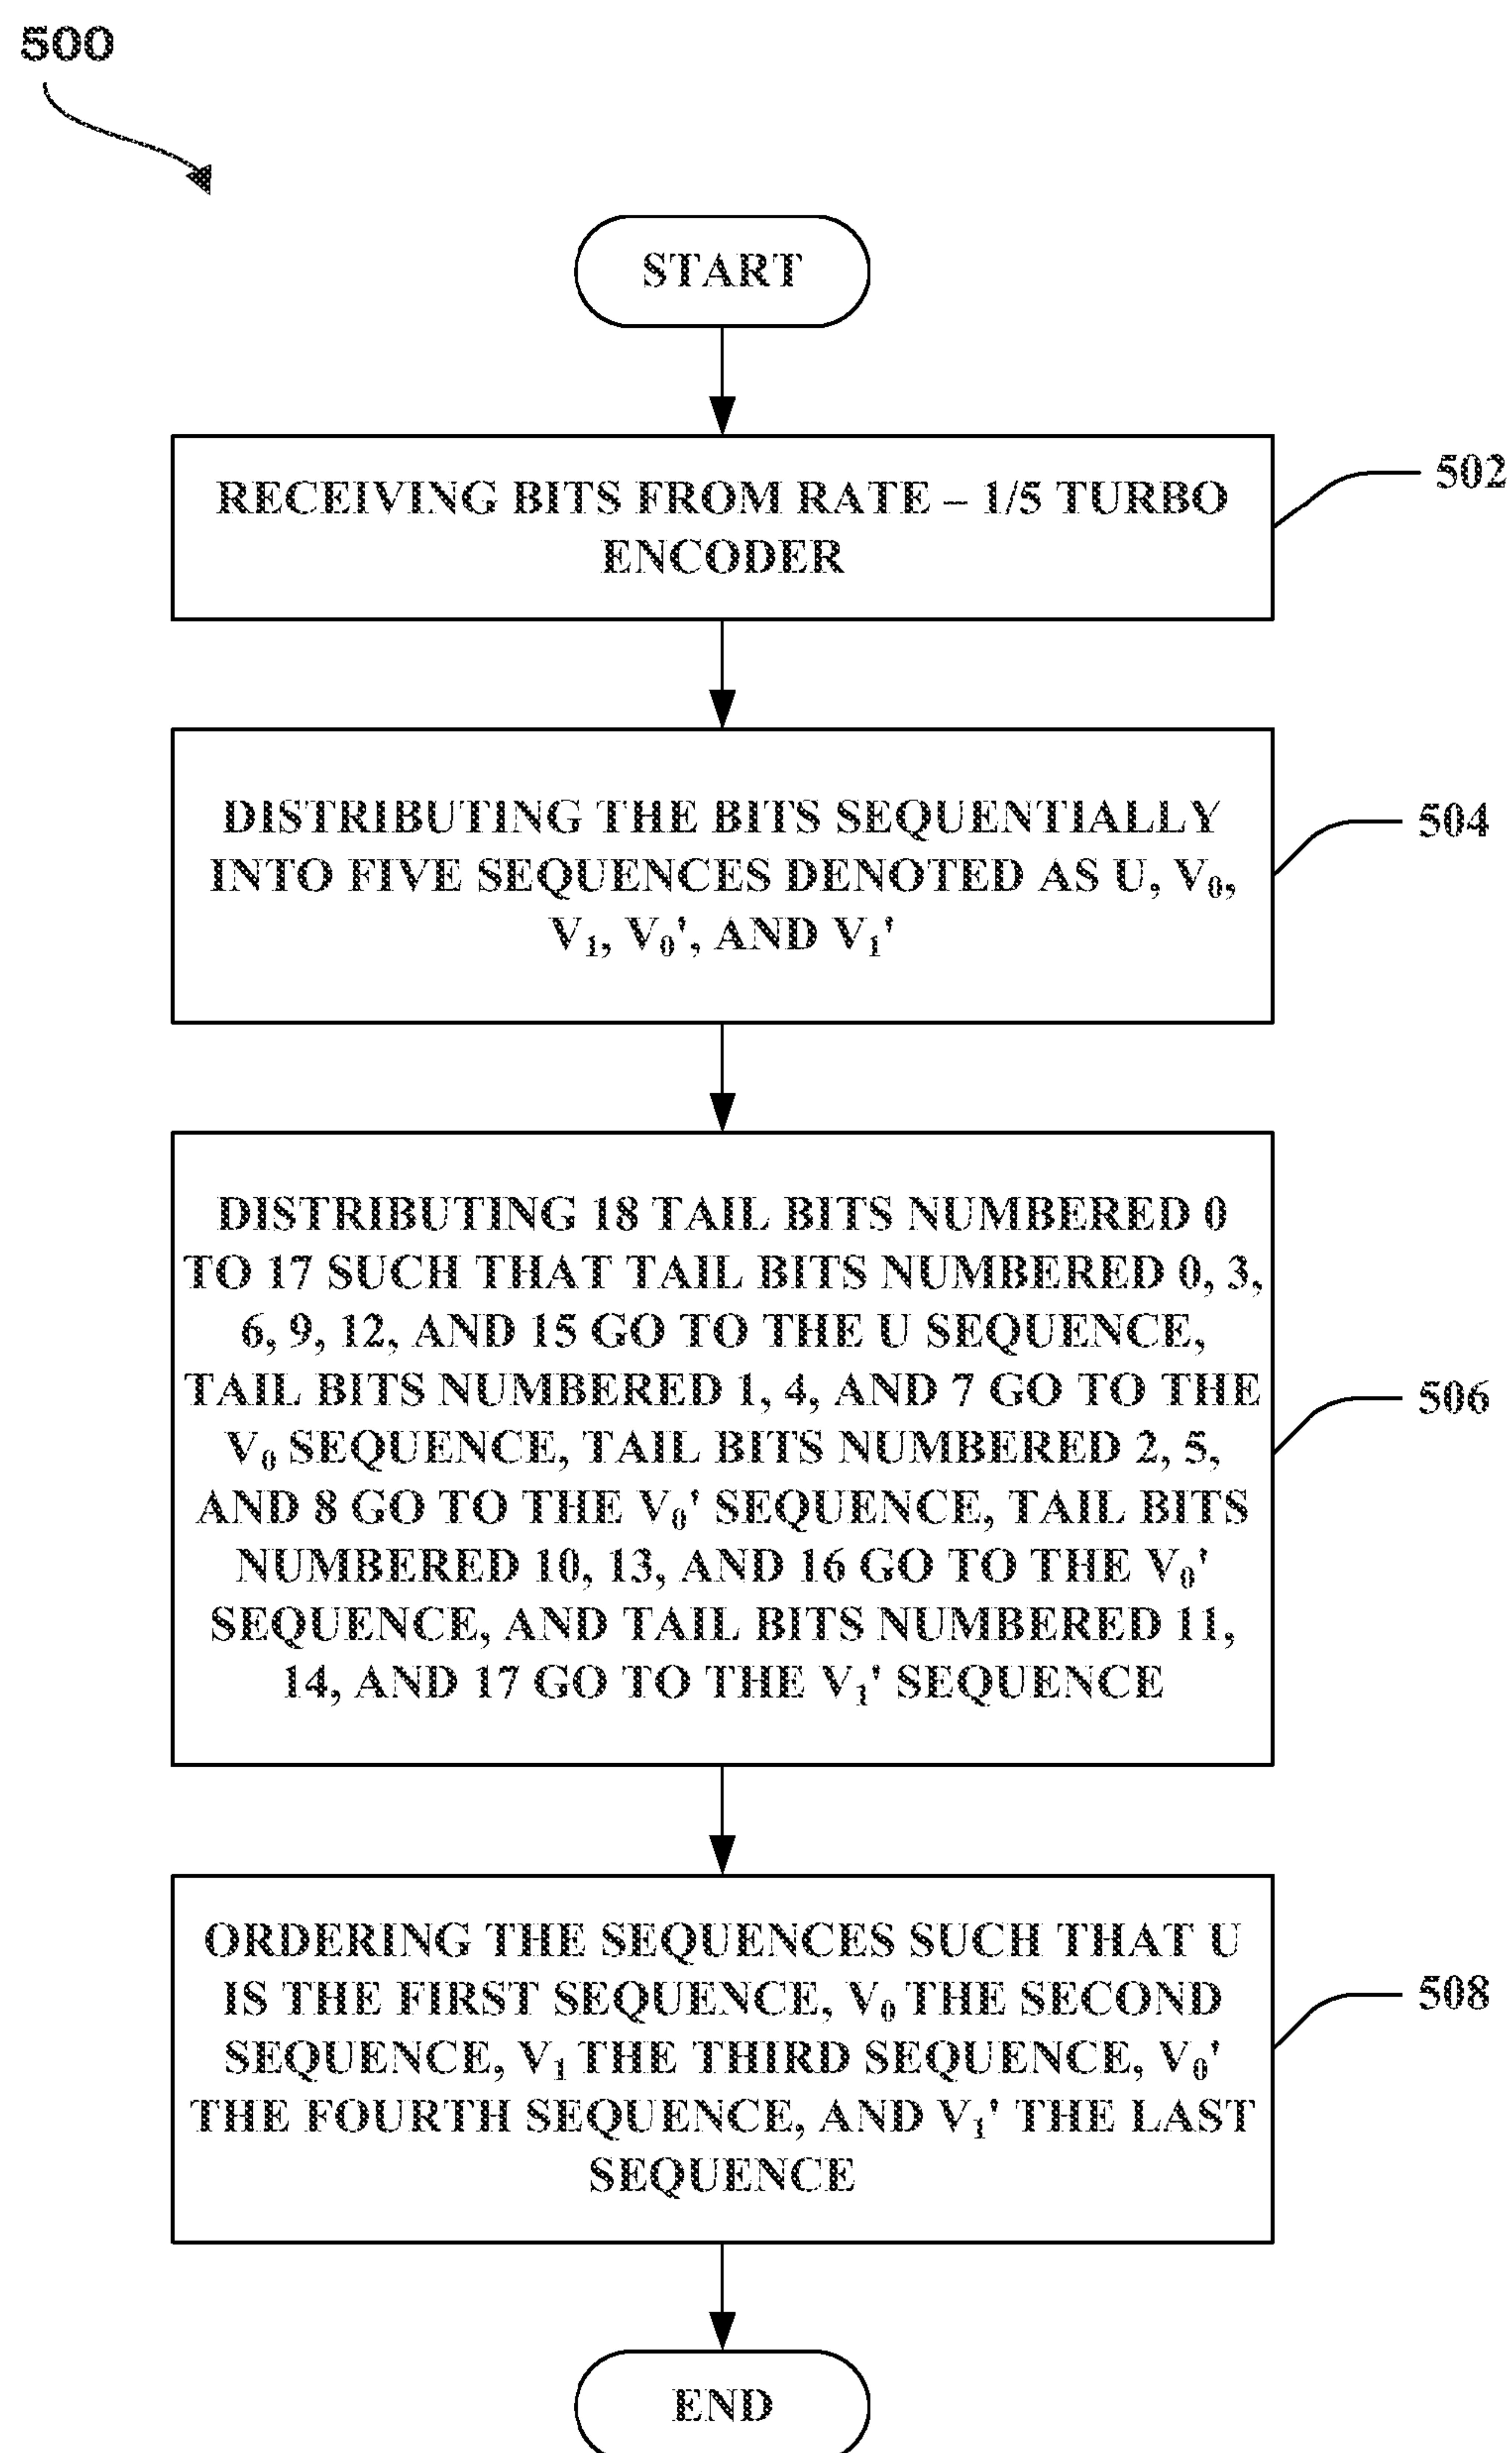 500
START
RECEIVING BITS FROM RATE – 1/5 TURBO
ENCODER
502
DISTRIBUTING THE BITS SEQUENTIALLY
INTO FIVE SEQUENCES DENOTED AS U, V₀,
V₁, V₀', AND V₁'
504
DISTRIBUTING 18 TAIL BITS NUMBERED 0
TO 17 SUCH THAT TAIL BITS NUMBERED 0, 3,
6, 9, 12, AND 15 GO TO THE U SEQUENCE,
TAIL BITS NUMBERED 1, 4, AND 7 GO TO THE
V₀ SEQUENCE, TAIL BITS NUMBERED 2, 5,
AND 8 GO TO THE V₀' SEQUENCE, TAIL BITS
NUMBERED 10, 13, AND 16 GO TO THE V₀'
SEQUENCE, AND TAIL BITS NUMBERED 11,
14, AND 17 GO TO THE V₁' SEQUENCE
506
ORDERING THE SEQUENCES SUCH THAT U
IS THE FIRST SEQUENCE, V₀ THE SECOND
SEQUENCE, V₁ THE THIRD SEQUENCE, V₀'
THE FOURTH SEQUENCE, AND V₁' THE LAST
SEQUENCE
508
END